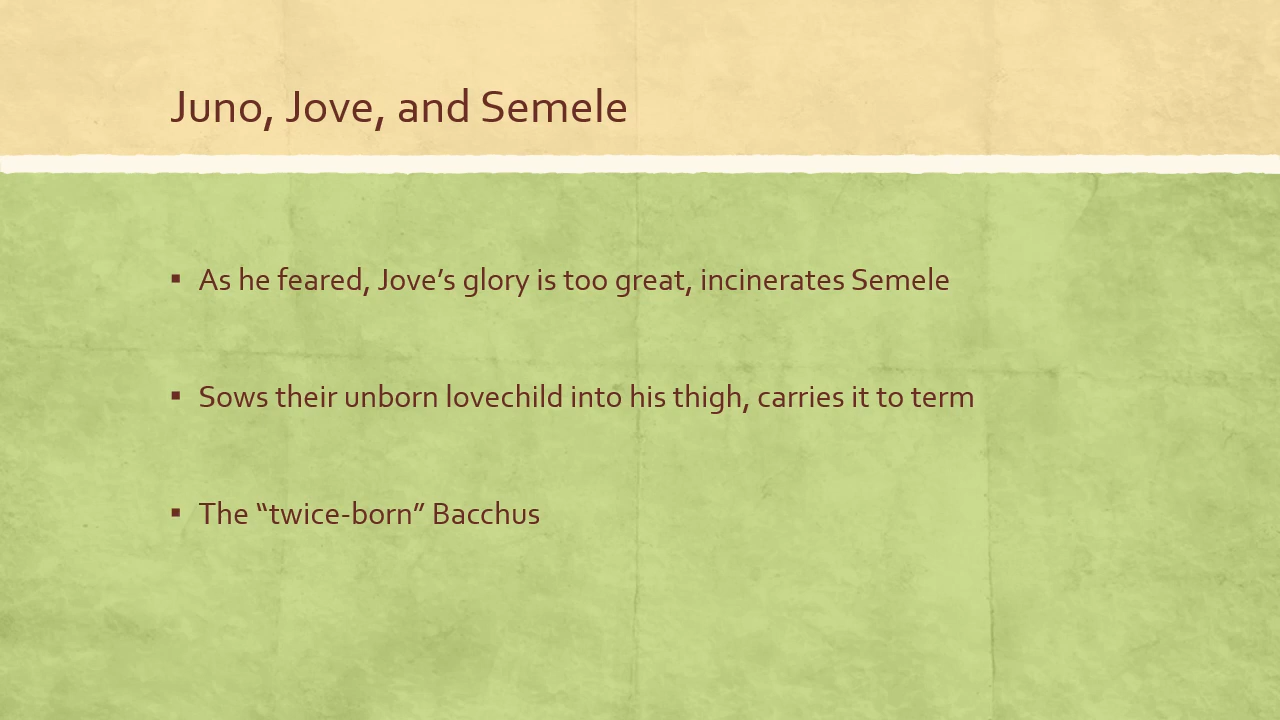 Juno, Jove, and Semele
▪ As he feared, Jove’s glory is too great, incinerates Semele
▪ Sows their unborn lovechild into his thigh, carries it to term
▪ The “twice-born” Bacchus